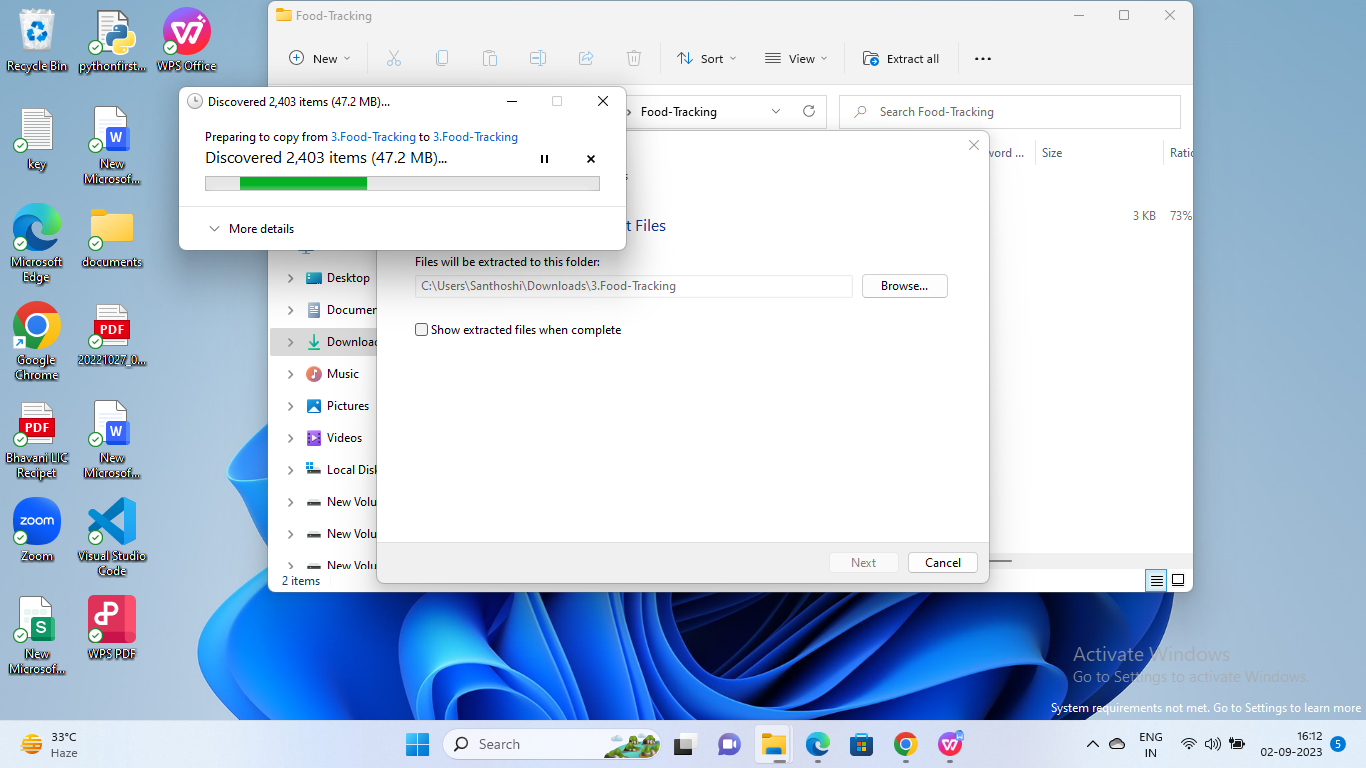 Food-Tracking
New
Sort
View
Extract all
Food-Tracking
Search Food-Tracking
Size
Ratio
3 KB
73%
Discovered 2,403 items (47.2 MB)...
Preparing to copy from 3.Food-Tracking to 3.Food-Tracking
Discovered 2,403 items (47.2 MB)...
More details
Files
Files will be extracted to this folder:
C:\Users\Santhoshi\Downloads\3.Food-Tracking
Browse...
Show extracted files when complete
Next
Cancel
Desktop
Documen
Download
Music
Pictures
Videos
Local Disk
New Volu
New Volu
New Volu
2 items
Recycle Bin
pythonfirst...
WPS Office
key
New
Microsof...
Microsoft
Edge
documents
Google
Chrome
PDF
20221027_0...
PDF
Bhavani LIC
Recipet
New
Microsof...
zoom
Zoom
Visual Studio
Code
New
Microsof...
WPS PDF
Activate Windows
Go to Settings to activate Windows.
System requirements not met. Go to Settings to learn more
33°C
Haze
Search
ENG
IN
16:12
02-09-2023
5